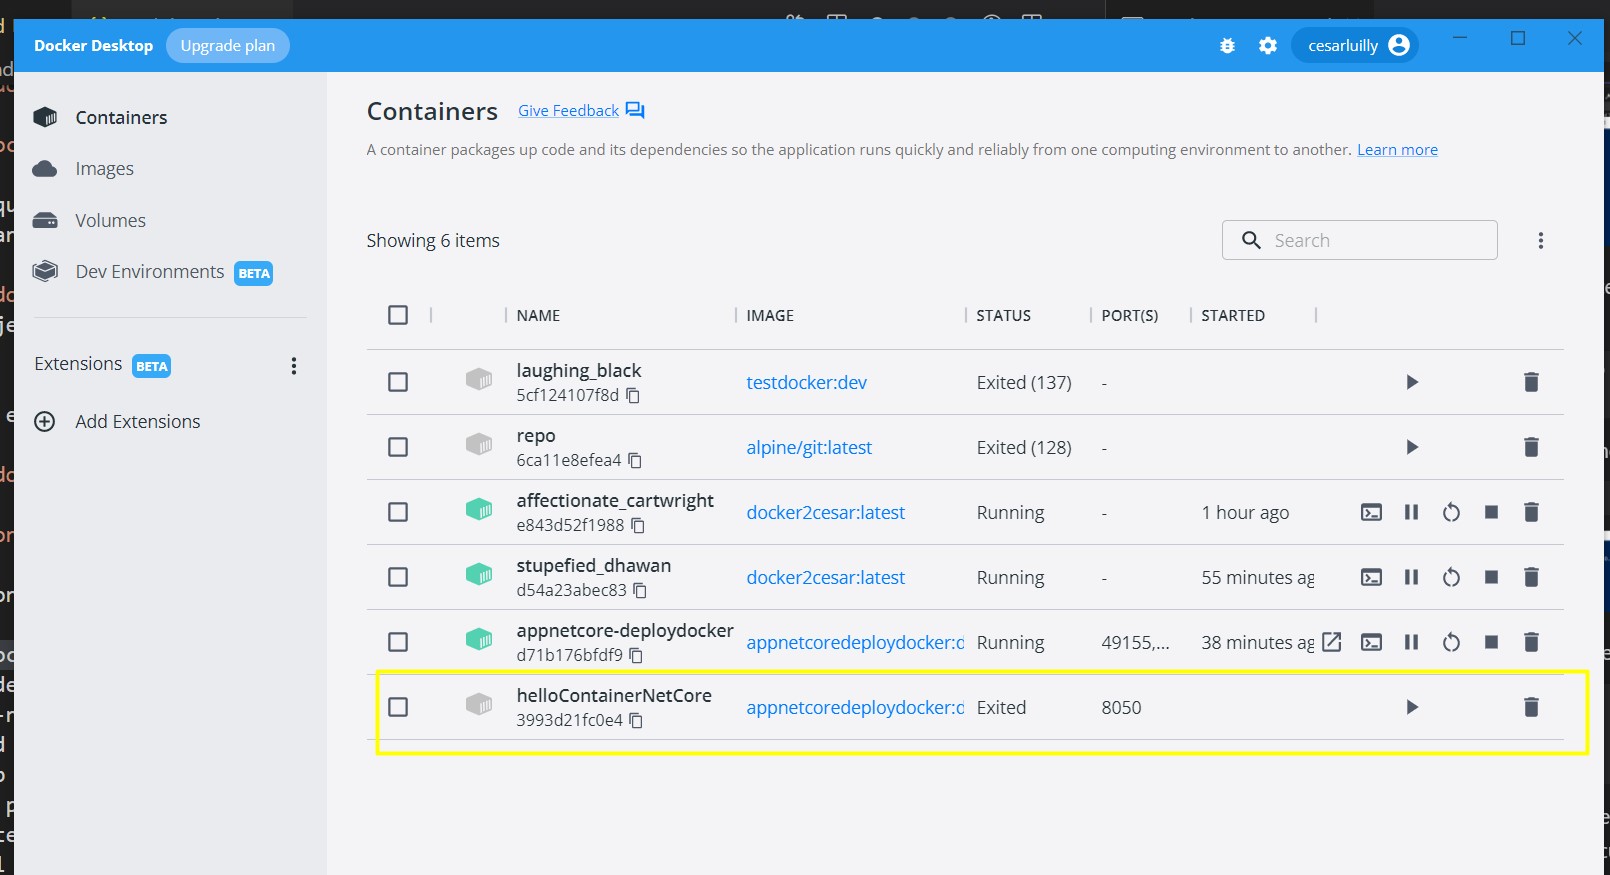 Docker Desktop Upgrade plan cesarluilly
Containers
Images
Volumes
Dev Environments BETA
Extensions BETA
Add Extensions
Containers Give Feedback
A container packages up code and its dependencies so the application runs quickly and reliably from one computing environment to another. Learn more
Showing 6 items Search
NAME IMAGE STATUS PORT(S) STARTED
laughing_black
5cf124107f8d testdocker:dev Exited (137) -
repo
6ca11e8efea4 alpine/git:latest Exited (128) -
affectionate_cartwright
e843d52f1988 docker2cesar:latest Running - 1 hour ago
stupefied_dhawan
d54a23abec83 docker2cesar:latest Running - 55 minutes ag
appnetcore-deploydocker
d71b176bfdf9 appnetcoredeploydocker:d Running 49155,... 38 minutes ag
helloContainerNetCore
3993d21fc0e4 appnetcoredeploydocker:d Exited 8050